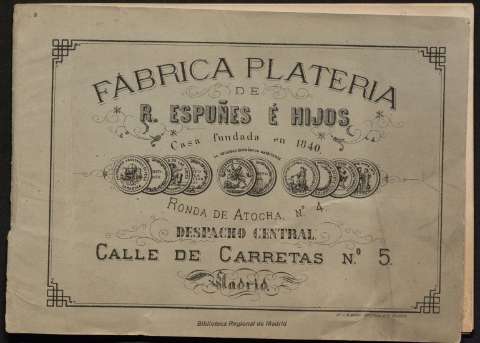 FÁBRICA PLATERIA
DE
R. ESPUÑES É HIJOS
Casa fundada en 1840
RONDA DE ATOCHA. Nº 4.
DESPACHO CENTRAL.
CALLE DE CARRETAS Nº 5.
Madrid.
Biblioteca Regional de Madrid